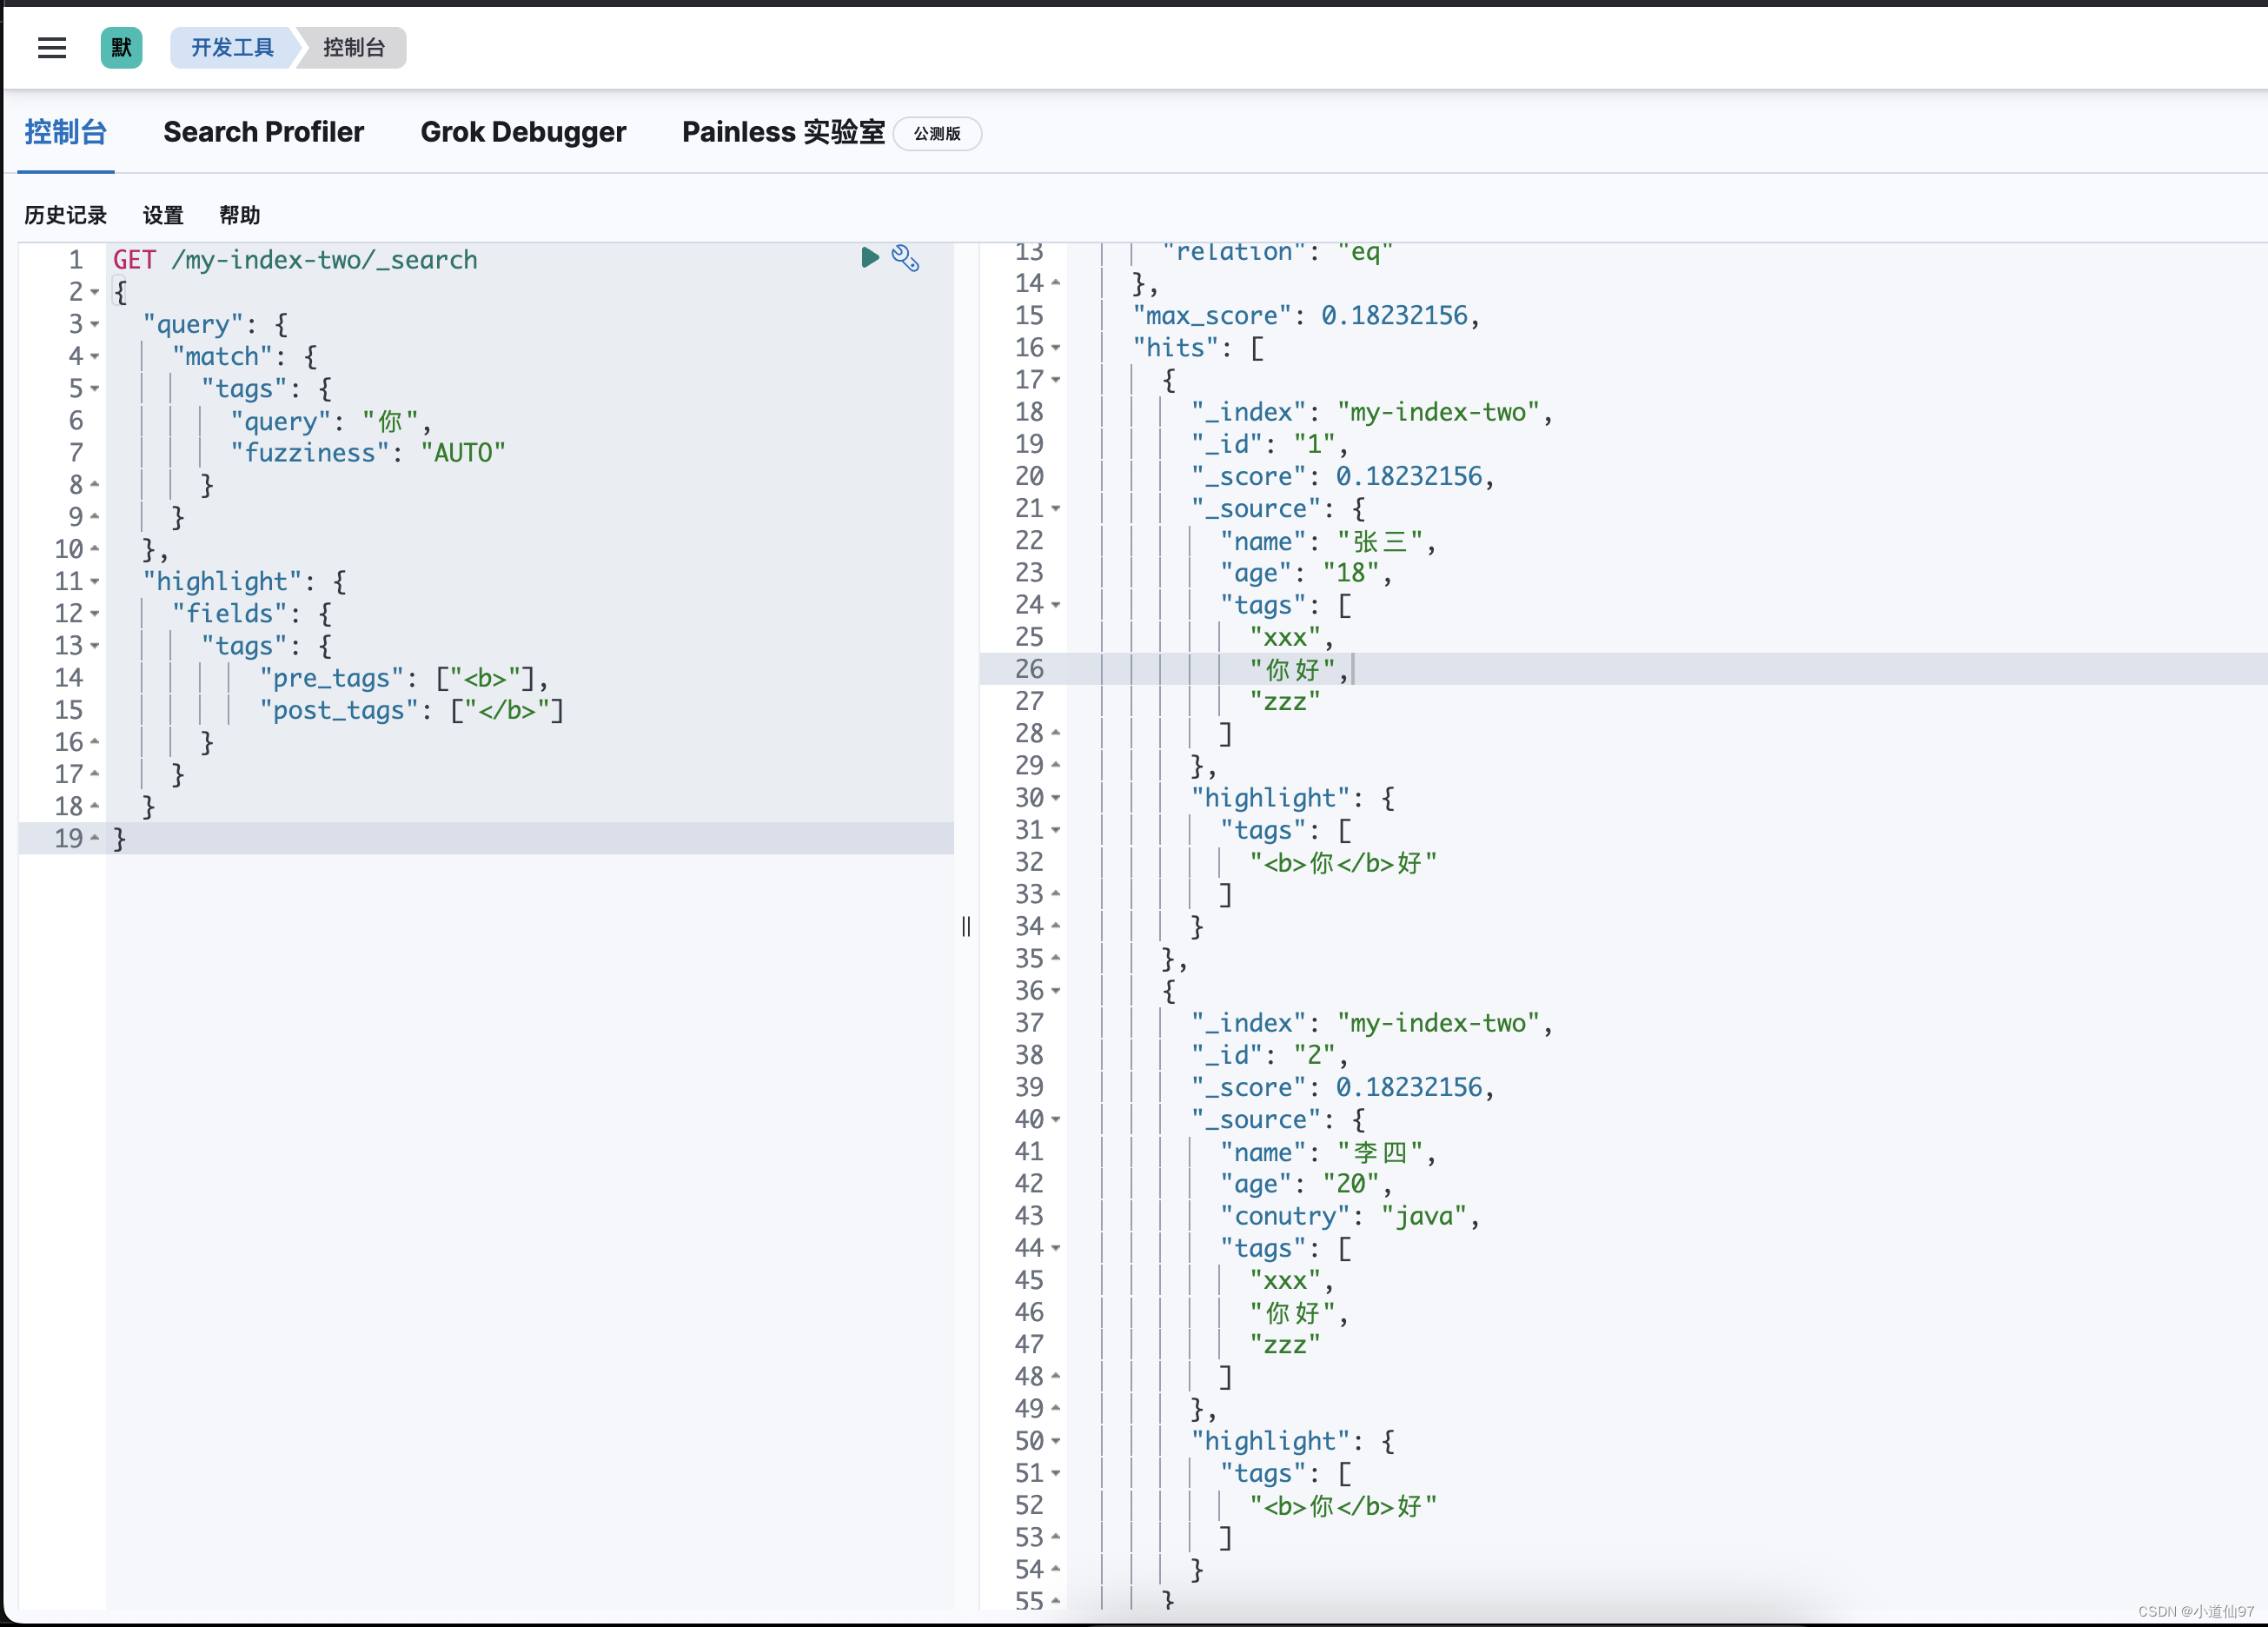 默 开发工具 控制台
控制台 Search Profiler Grok Debugger Painless 实验室 公测版
历史记录 设置 帮助
1 GET /my-index-two/_search
2 {
3 "query": {
4 "match": {
5 "tags": {
6 "query": "你",
7 "fuzziness": "AUTO"
8 }
9 }
10 },
11 "highlight": {
12 "fields": {
13 "tags": {
14 "pre_tags": ["<b>"],
15 "post_tags": ["</b>"]
16 }
17 }
18 }
19 }
13 "relation": "eq"
14 },
15 "max_score": 0.18232156,
16 "hits": [
17 {
18 "_index": "my-index-two",
19 "_id": "1",
20 "_score": 0.18232156,
21 "_source": {
22 "name": "张三",
23 "age": "18",
24 "tags": [
25 "xxx",
26 "你好",
27 "zzz"
28 ]
29 },
30 "highlight": {
31 "tags": [
32 "<b>你</b>好"
33 ]
34 }
35 },
36 {
37 "_index": "my-index-two",
38 "_id": "2",
39 "_score": 0.18232156,
40 "_source": {
41 "name": "李四",
42 "age": "20",
43 "conutry": "java",
44 "tags": [
45 "xxx",
46 "你好",
47 "zzz"
48 ]
49 },
50 "highlight": {
51 "tags": [
52 "<b>你</b>好"
53 ]
54 }
55 }
CSDN @小道仙97